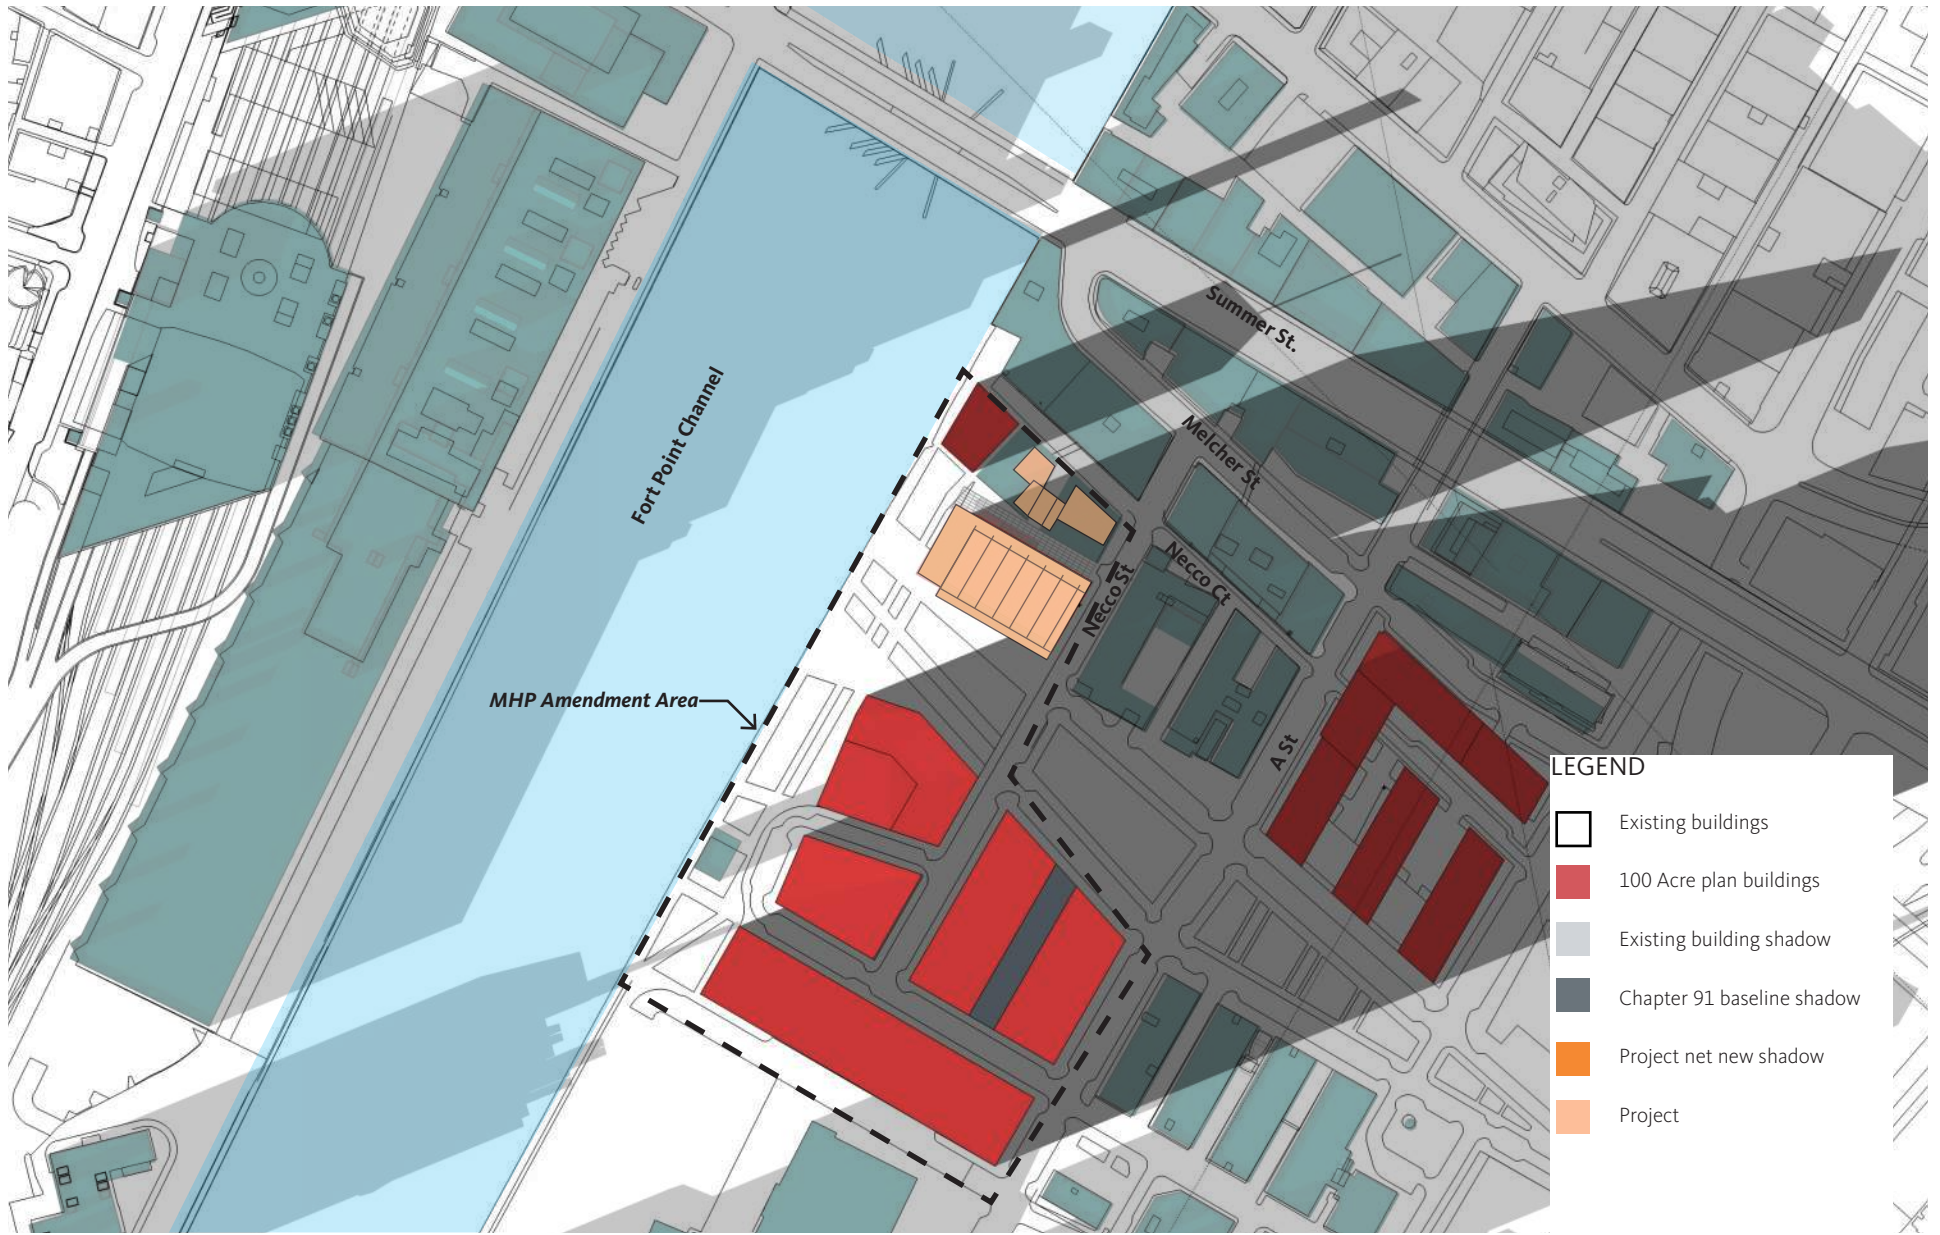 Summer St.
Fort Point Channel
Melcher St
Necco Ct
Necco St
MHP Amendment Area
A St
LEGEND
Existing buildings
100 Acre plan buildings
Existing building shadow
Chapter 91 baseline shadow
Project net new shadow
Project